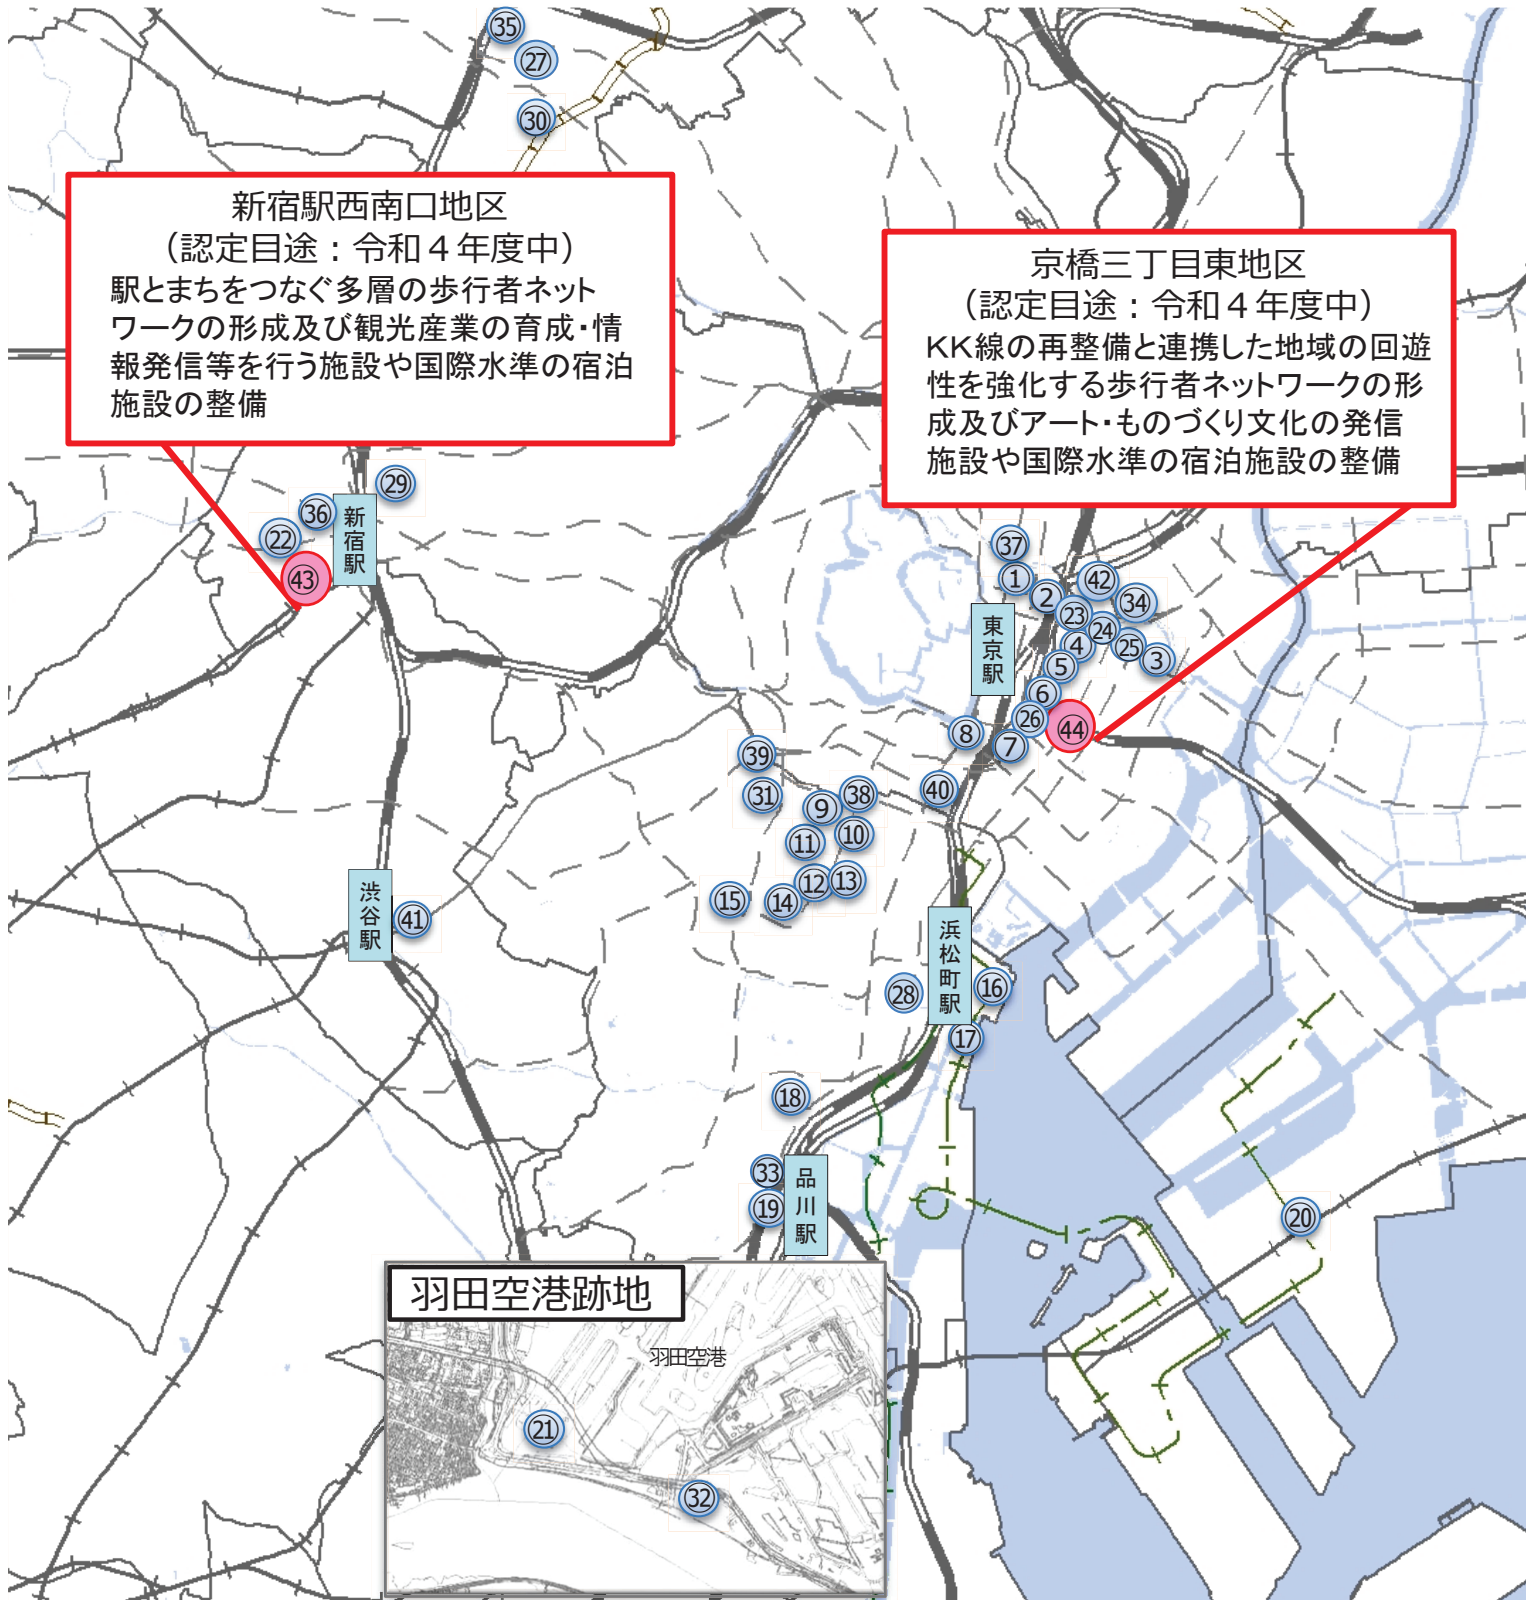 ㉟
㉗
㉚
新宿駅西南口地区
（認定目途：令和４年度中）
駅とまちをつなぐ多層の歩行者ネット
ワークの形成及び観光産業の育成・情
報発信等を行う施設や国際水準の宿泊
施設の整備
京橋三丁目東地区
（認定目途：令和４年度中）
KK線の再整備と連携した地域の回遊
性を強化する歩行者ネットワークの形
成及びアート・ものづくり文化の発信
施設や国際水準の宿泊施設の整備
㉙
㊱
㉒
㊸
新宿駅
㊲
①
②
㊷
㉞
㉓
㉔
④
㉕
③
⑤
⑥
㉖
㊹
⑦
⑧
東京駅
㊴
㉛
㊵
㊳
⑨
⑩
⑪
⑫
⑬
⑭
⑮
渋谷駅
㊶
浜松町駅
⑯
㉘
⑰
⑱
㉝
⑲
品川駅
⑳
羽田空港跡地
羽田空港
㉑
㉜